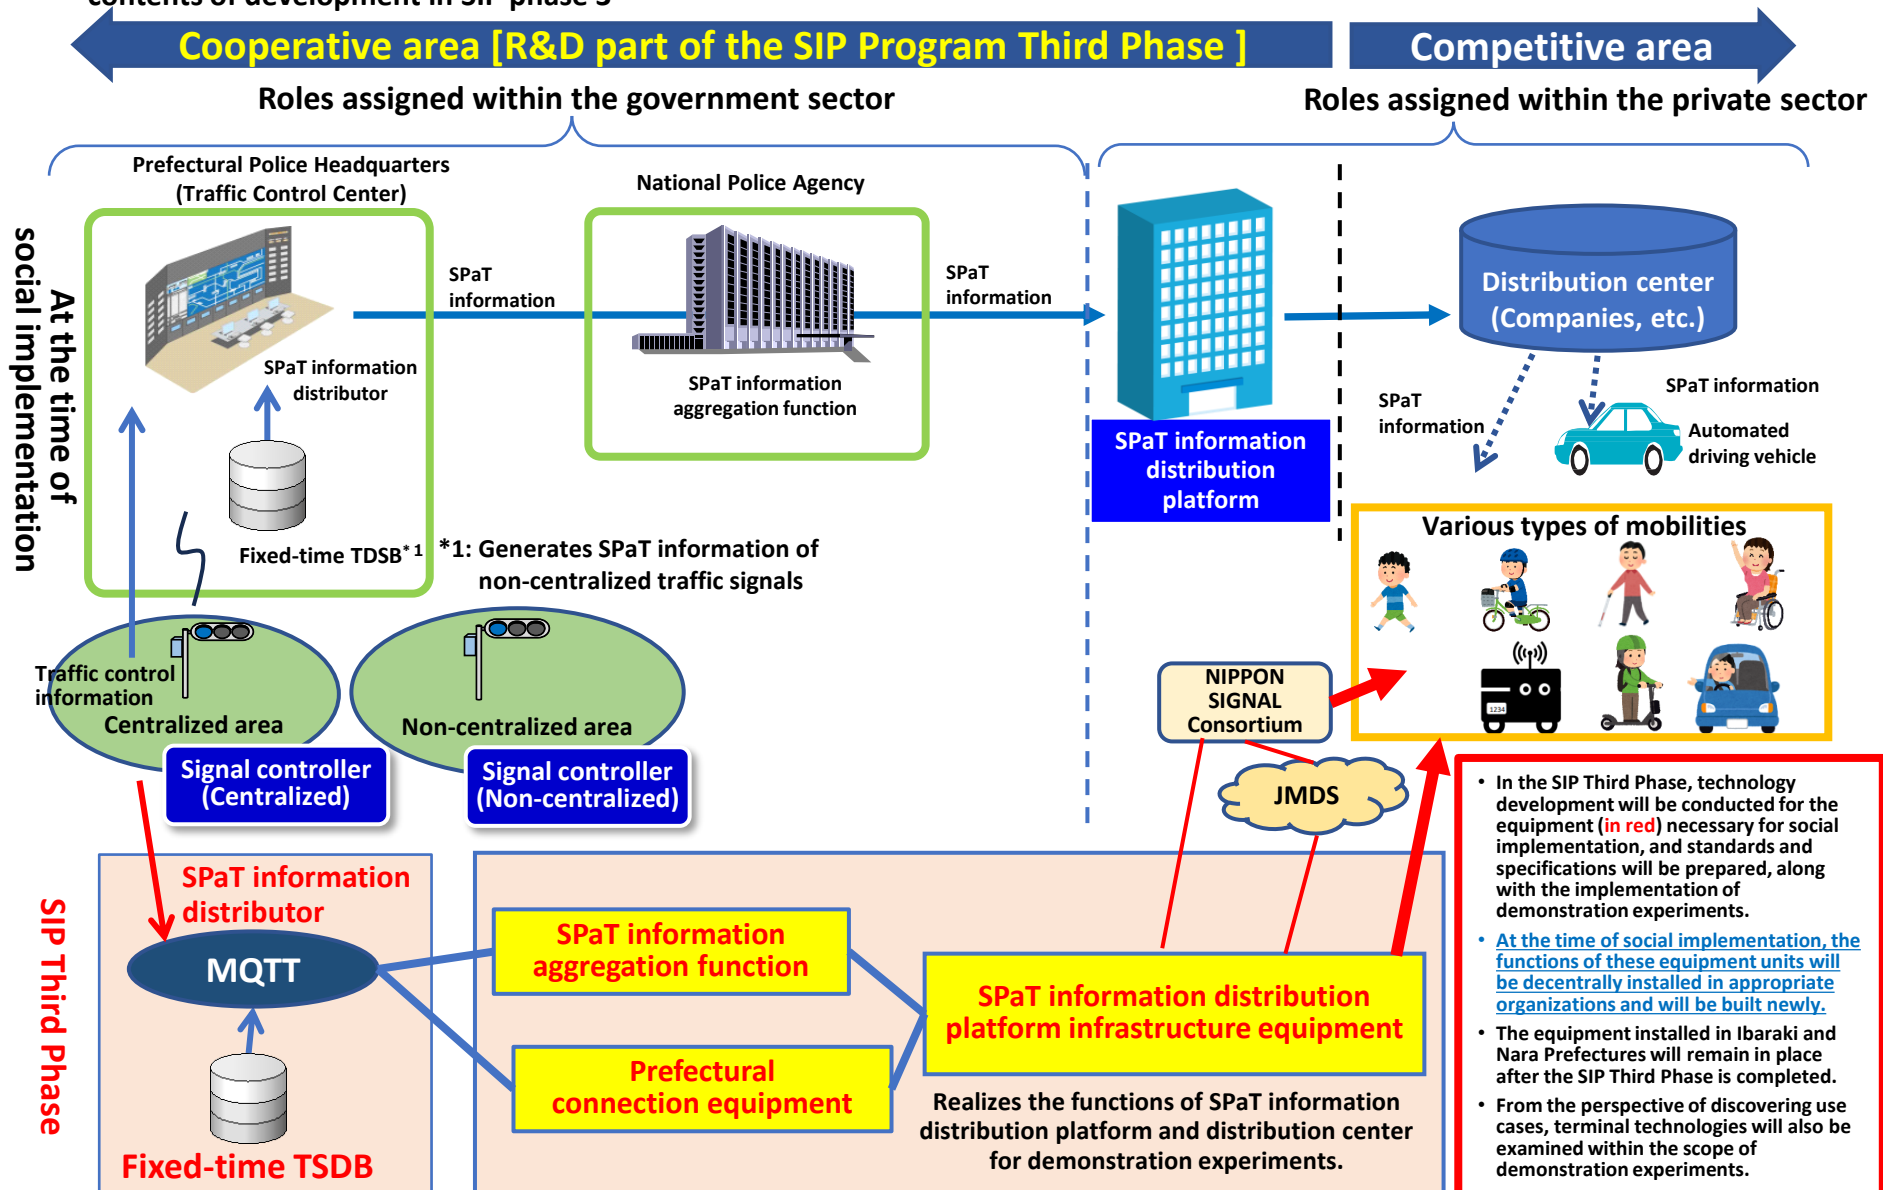 contents of development in SIP phase 3
Cooperative area [R&D part of the SIP Program Third Phase ]
Competitive area
Roles assigned within the government sector
Roles assigned within the private sector
At the time of
social implementation
Prefectural Police Headquarters
(Traffic Control Center)
National Police Agency
SPaT
information
SPaT
information
SPaT information
distributor
SPaT information
aggregation function
Fixed-time TDSB*1
*1: Generates SPaT information of
non-centralized traffic signals
SPaT information
distribution
platform
Distribution center
(Companies, etc.)
SPaT
information
SPaT information
Automated
driving vehicle
Various types of mobilities
1234
Traffic control
information
Centralized area
Non-centralized area
Signal controller
(Centralized)
Signal controller
(Non-centralized)
NIPPON
SIGNAL
Consortium
JMDS
SIP Third Phase
SPaT information
distributor
MQTT
Fixed-time TSDB
SPaT information
aggregation function
Prefectural
connection equipment
SPaT information distribution
platform infrastructure equipment
Realizes the functions of SPaT information
distribution platform and distribution center
for demonstration experiments.
• In the SIP Third Phase, technology
development will be conducted for the
equipment (in red) necessary for social
implementation, and standards and
specifications will be prepared, along
with the implementation of
demonstration experiments.
• At the time of social implementation, the
functions of these equipment units will
be decentrally installed in appropriate
organizations and will be built newly.
• The equipment installed in Ibaraki and
Nara Prefectures will remain in place
after the SIP Third Phase is completed.
• From the perspective of discovering use
cases, terminal technologies will also be
examined within the scope of
demonstration experiments.